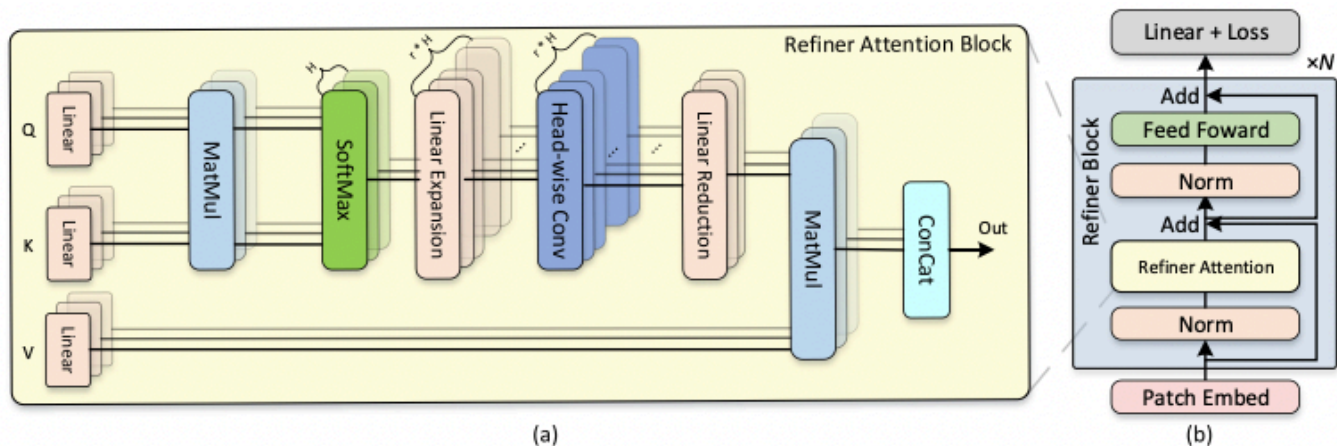 Refiner Attention Block
Q
Linear
K
Linear
V
Linear
MatMul
H
SoftMax
r * H
Linear Expansion
...
r * H
Head-wise Conv
...
...
Linear Reduction
MatMul
ConCat
Out
(a)
Linear + Loss
×N
Refiner Block
Add
Feed Foward
Norm
Add
Refiner Attention
Norm
Patch Embed
(b)